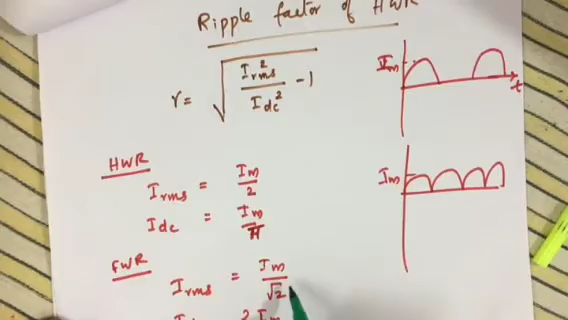 Ripple factor of HWR
r = √(Irms²/Idc² - 1)
Im
t
HWR
Irms = Im/2
Idc = Im/π
Im
FWR
Irms = Im/√2
2Im